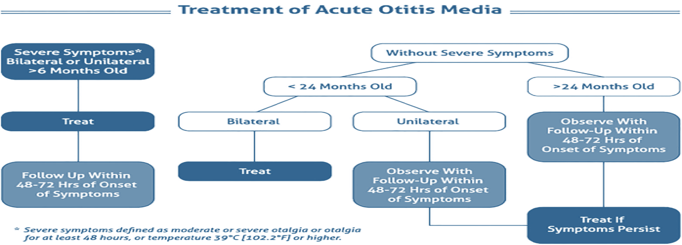 Treatment of Acute Otitis Media
Severe Symptoms*
Bilateral or Unilateral
>6 Months Old
Treat
Follow Up Within
48-72 Hrs of Onset
of Symptoms
Without Severe Symptoms
< 24 Months Old
>24 Months Old
Bilateral
Unilateral
Treat
Observe With
Follow-Up Within
48-72 Hrs of Onset
of Symptoms
Observe With
Follow-Up Within
48-72 Hrs of
Onset of Symptoms
Treat If
Symptoms Persist
* Severe symptoms defined as moderate or severe otalgia or otalgia
for at least 48 hours, or temperature 39°C [102.2°F] or higher.